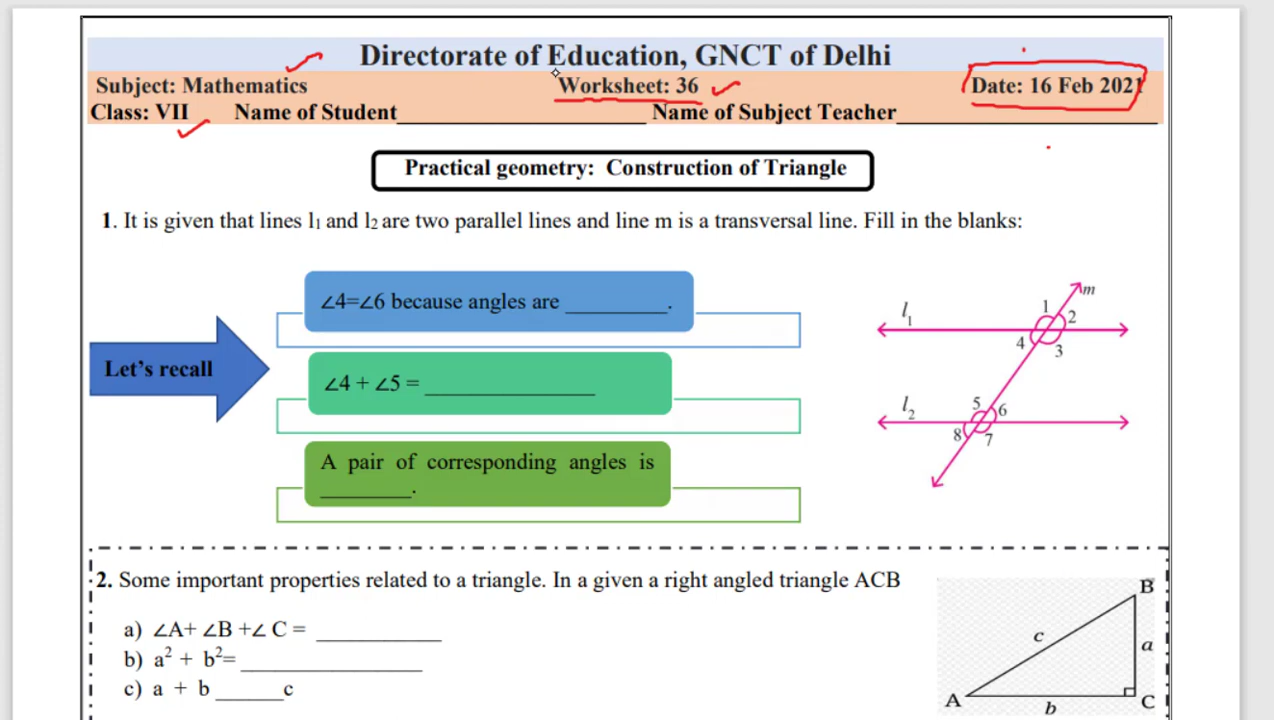 Directorate of Education, GNCT of Delhi
Subject: Mathematics Worksheet: 36 Date: 16 Feb 2021
Class: VII Name of Student_____________________ Name of Subject Teacher______________________
Practical geometry: Construction of Triangle
1. It is given that lines l₁ and l₂ are two parallel lines and line m is a transversal line. Fill in the blanks:
∠4=∠6 because angles are _________.
Let's recall
∠4 + ∠5 = _______________
A pair of corresponding angles is
________.
m
l₁
1
2
4
3
l₂
5
6
8
7
2. Some important properties related to a triangle. In a given a right angled triangle ACB
a) ∠A+ ∠B +∠ C = ___________
b) a² + b²= ________________
c) a + b ______c
B
c
a
A
b
C